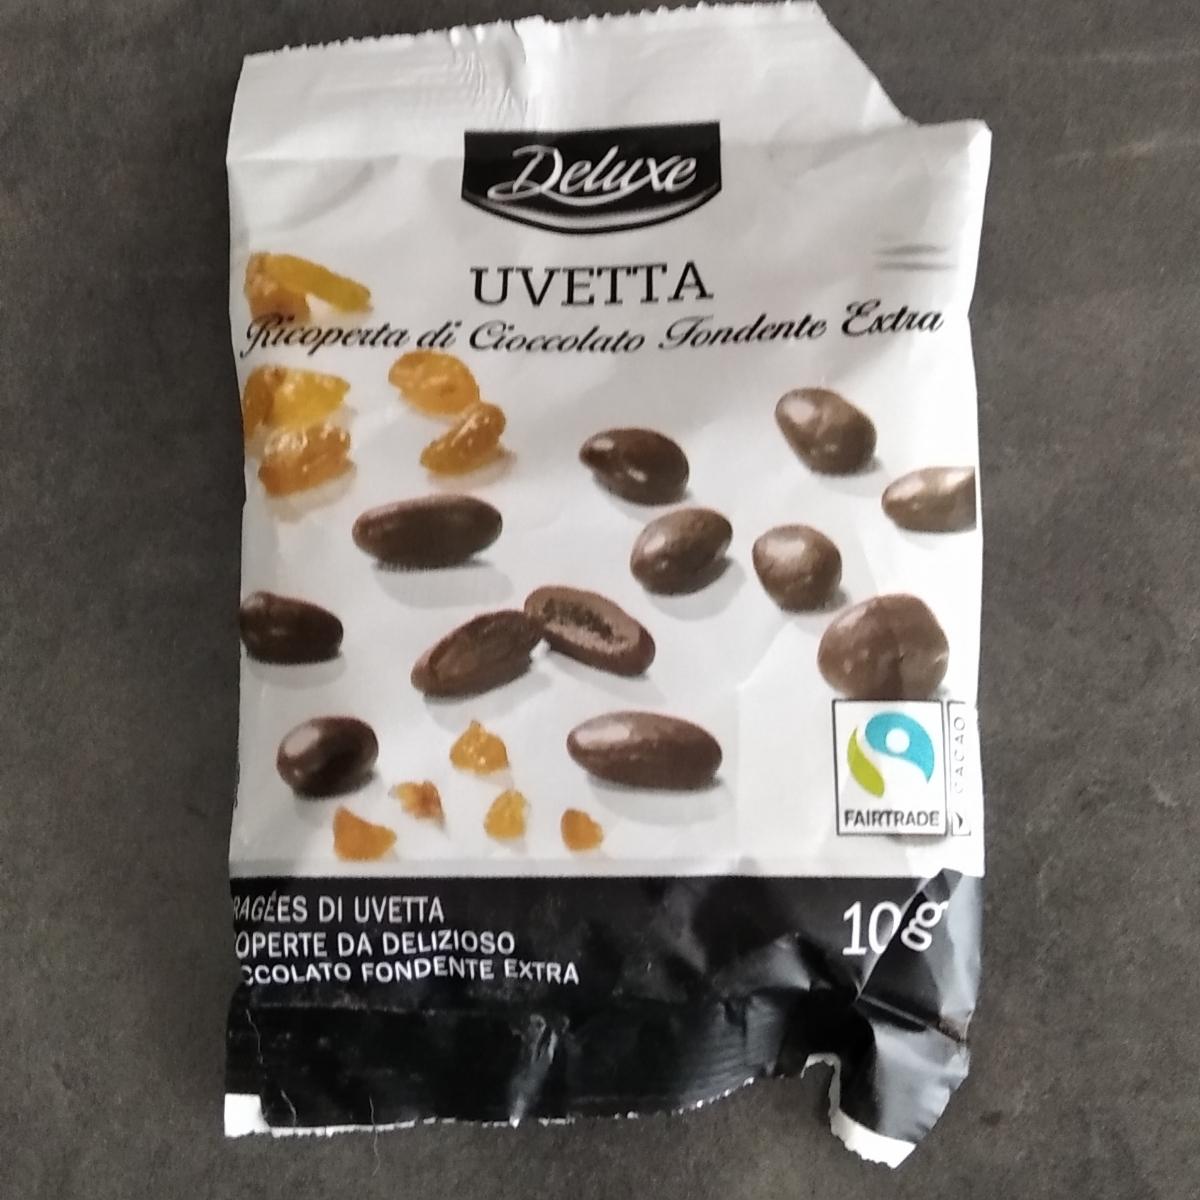 Deluxe
UVETTA
Ricoperta di Cioccolato Fondente Extra
FAIRTRADE
CACAO
RAGÉES DI UVETTA
OPERTE DA DELIZIOSO
CCOLATO FONDENTE EXTRA
10g